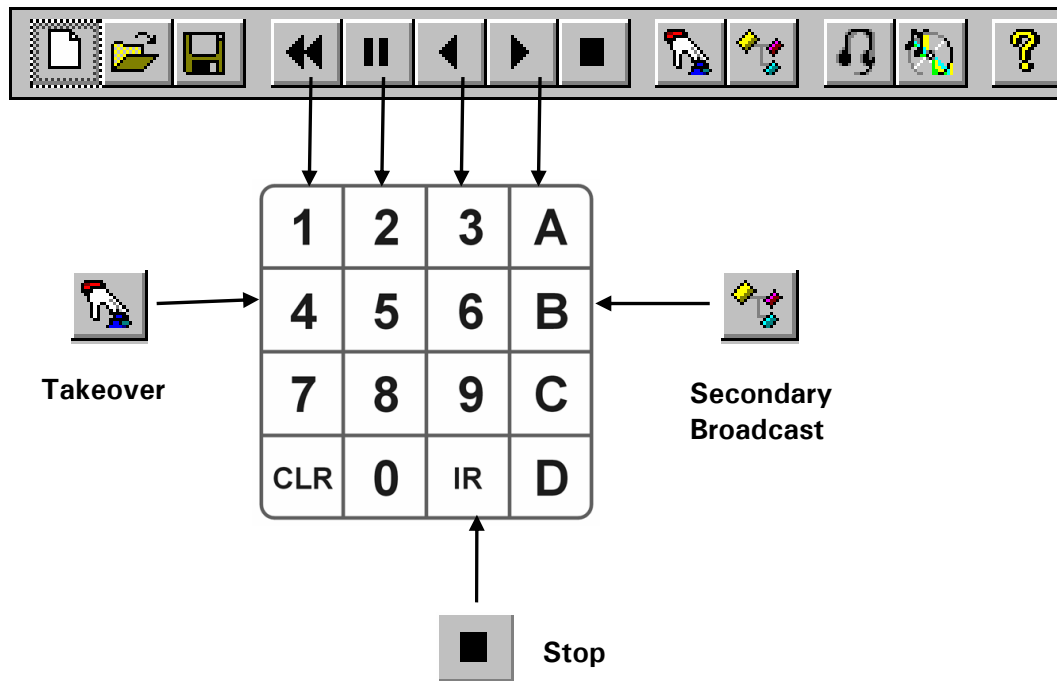 1 2 3 A
4 5 6 B
Takeover
7 8 9 C
Secondary
Broadcast
CLR 0 IR D
Stop